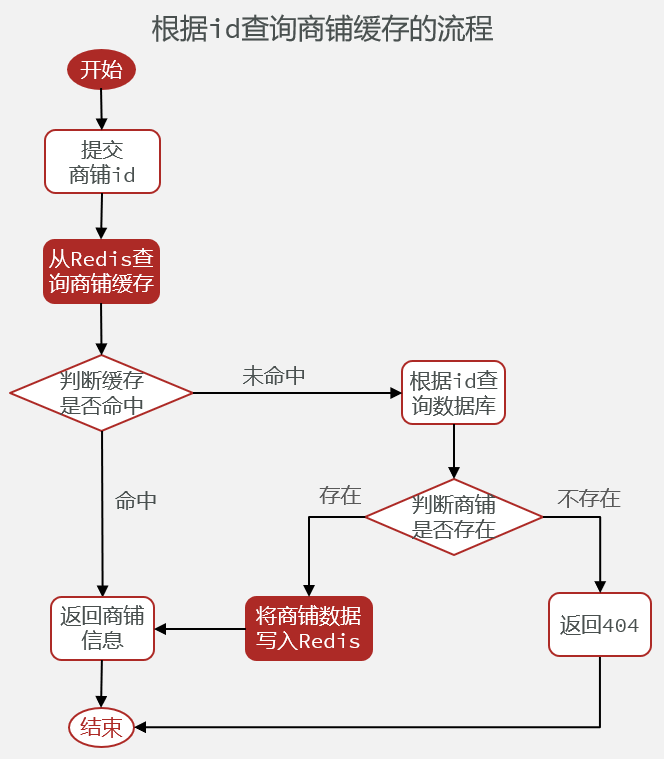 根据id查询商铺缓存的流程
开始
提交
商铺id
从Redis查
询商铺缓存
判断缓存
是否命中
未命中
根据id查
询数据库
命中
存在
判断商铺
是否存在
不存在
返回商铺
信息
将商铺数据
写入Redis
返回404
结束